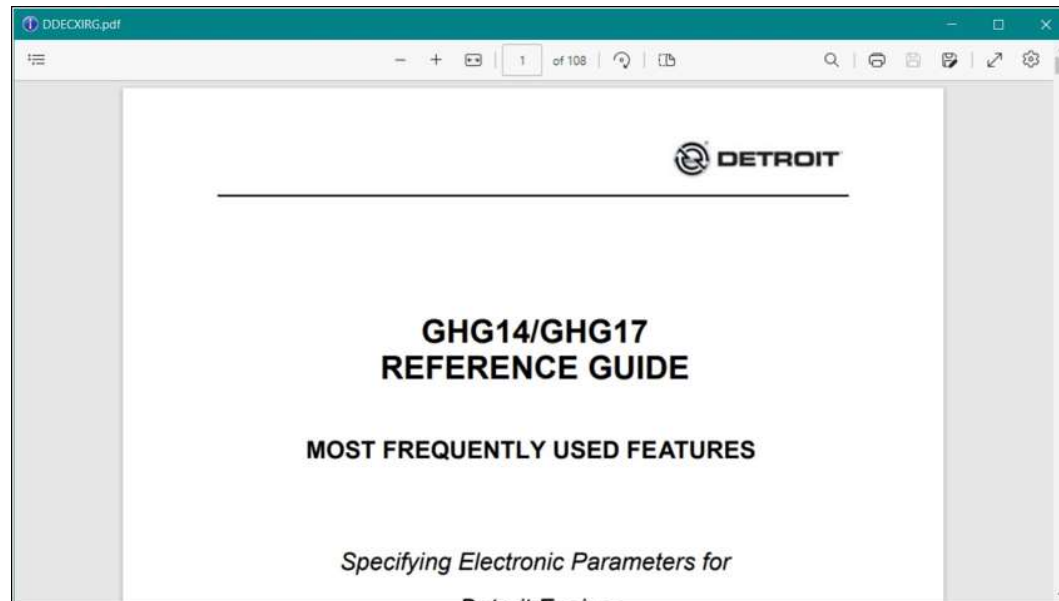 DDECXIRG.pdf
1 of 108
DETROIT
GHG14/GHG17
REFERENCE GUIDE
MOST FREQUENTLY USED FEATURES
Specifying Electronic Parameters for